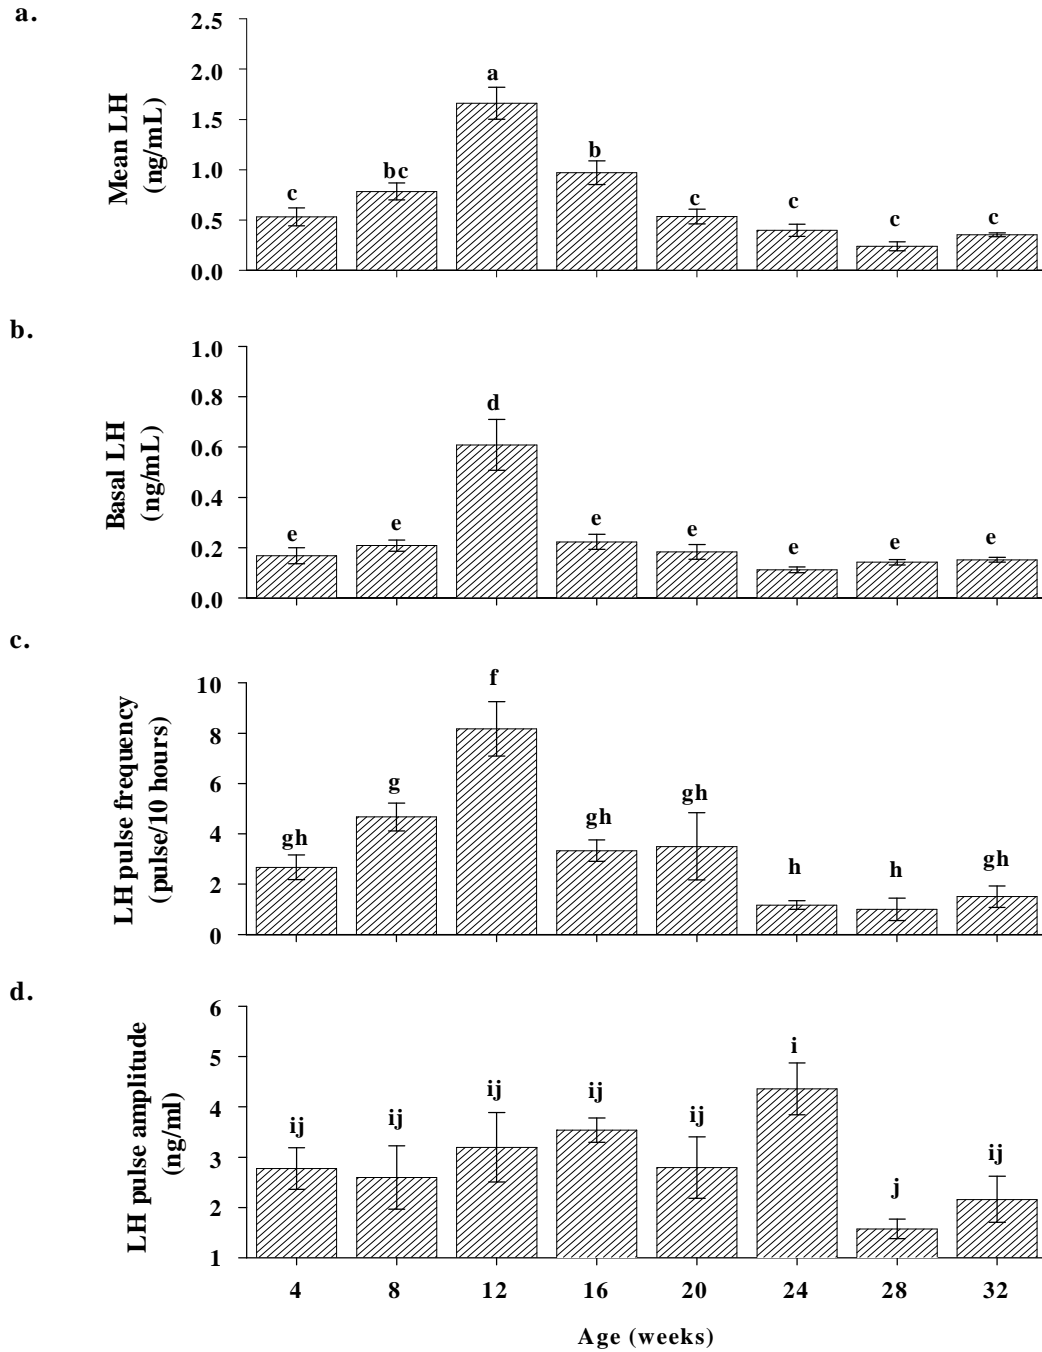 a.
Mean LH
(ng/mL)
2.5
2.0
1.5
1.0
0.5
0.0
c
bc
a
b
c
c
c
c
b.
Basal LH
(ng/mL)
1.0
0.8
0.6
0.4
0.2
0.0
e
e
d
e
e
e
e
e
c.
LH pulse frequency
(pulse/10 hours)
10
8
6
4
2
0
gh
g
f
gh
gh
h
h
gh
d.
LH pulse amplitude
(ng/ml)
6
5
4
3
2
1
ij
ij
ij
ij
ij
i
j
ij
4 8 12 16 20 24 28 32
Age (weeks)